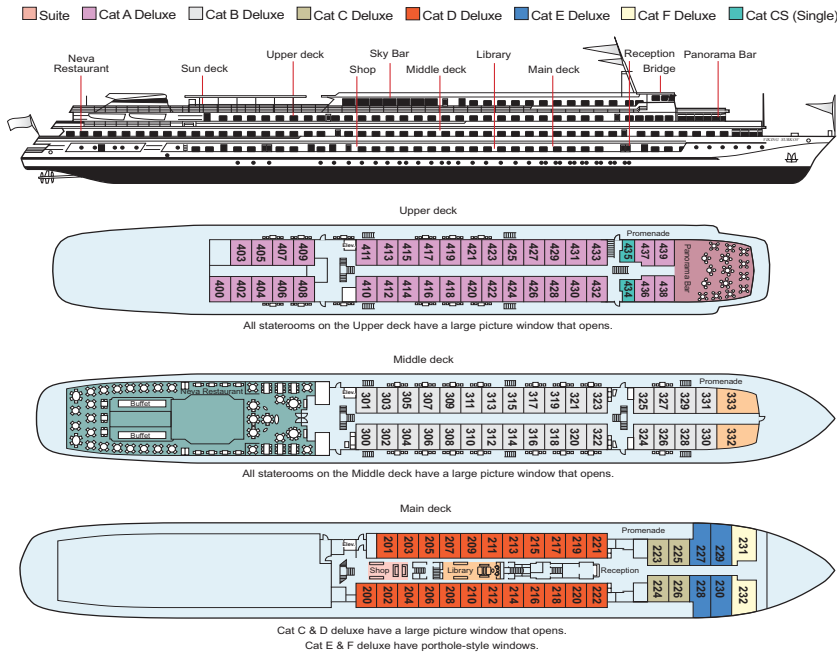 Suite Cat A Deluxe Cat B Deluxe Cat C Deluxe Cat D Deluxe Cat E Deluxe Cat F Deluxe Cat CS (Single)
Neva Restaurant
Sun deck
Upper deck
Shop
Sky Bar
Middle deck
Library
Main deck
Reception
Bridge
Panorama Bar
Upper deck
Promenade
Elev.
403 405 407 409 411 413 415 417 419 421 423 425 427 429 431 433 435 437 439
400 402 404 406 408 410 412 414 416 418 420 422 424 426 428 430 432 434 436 438
Panorama Bar
All staterooms on the Upper deck have a large picture window that opens.
Middle deck
Promenade
Neva Restaurant
Buffet
Buffet
301 303 305 307 309 311 313 315 317 319 321 323 325 327 329 331 333
300 302 304 306 308 310 312 314 316 318 320 322 324 326 328 330 332
All staterooms on the Middle deck have a large picture window that opens.
Main deck
Promenade
Elev.
201 203 205 207 209 211 213 215 217 219 221 223 225 227 229 231
Shop
Library
Reception
200 202 204 206 208 210 212 214 216 218 220 222 224 226 228 230 232
Cat C & D deluxe have a large picture window that opens.
Cat E & F deluxe have porthole-style windows.